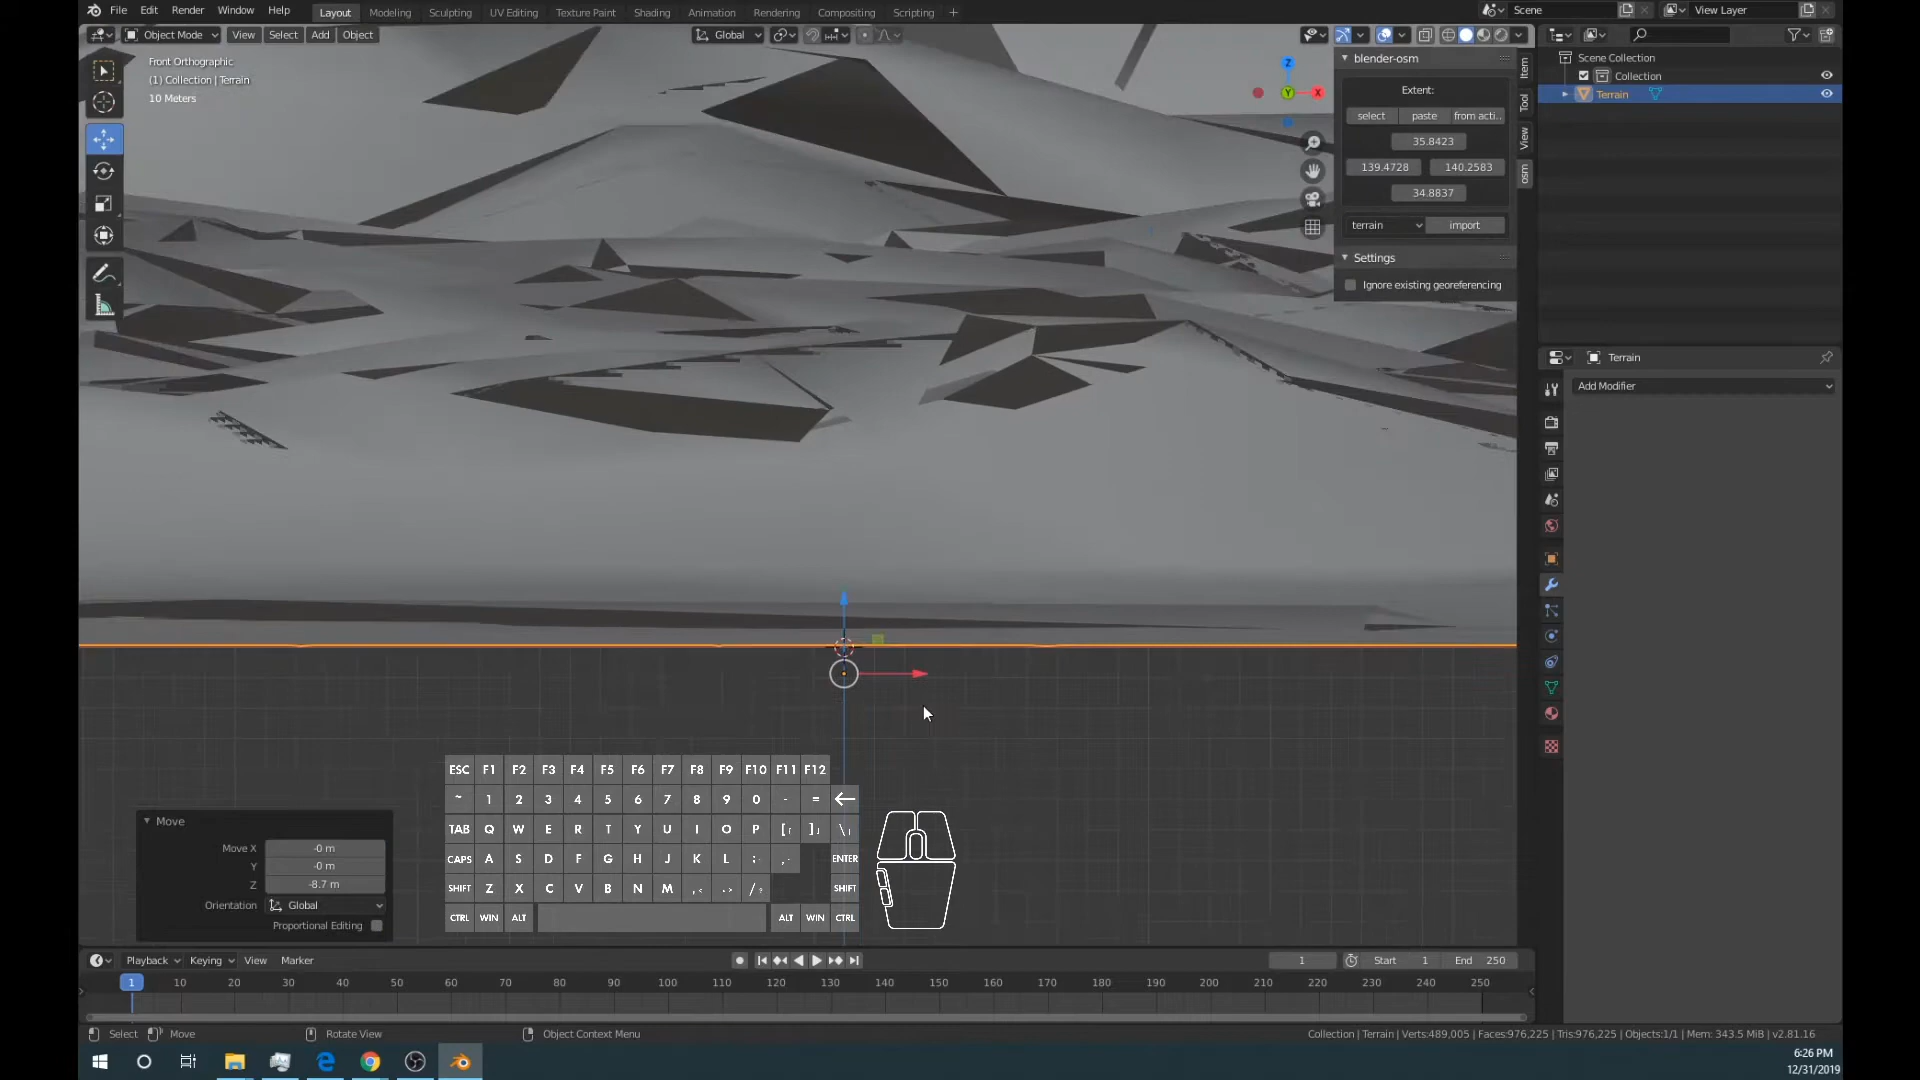 File Edit Render Window Help Layout Modeling Sculpting UV Editing Texture Paint Shading Animation Rendering Compositing Scripting + Scene View Layer
Object Mode View Select Add Object Global
Front Orthographic
(1) Collection | Terrain
10 Meters
Z
Y
X
blender-osm
Extent:
select paste from acti..
35.8423
139.4728 140.2583
34.8837
terrain import
Settings
Ignore existing georeferencing
Item
Tool
View
osm
Scene Collection
Collection
Terrain
Terrain
Add Modifier
ESC F1 F2 F3 F4 F5 F6 F7 F8 F9 F10 F11 F12
~ 1 2 3 4 5 6 7 8 9 0 - =
TAB Q W E R T Y U I O P [ ] \
CAPS A S D F G H J K L ; ENTER
SHIFT Z X C V B N M , . / ? SHIFT
CTRL WIN ALT ALT WIN CTRL
Move
Move X -0 m
Y -0 m
Z -8.7 m
Orientation Global
Proportional Editing
Playback Keying View Marker 1 Start 1 End 250
1 10 20 30 40 50 60 70 80 90 100 110 120 130 140 150 160 170 180 190 200 210 220 230 240 250
Select Move Rotate View Object Context Menu Collection | Terrain | Verts:489,005 | Faces:976,225 | Tris:976,225 | Objects:1/1 | Mem: 343.5 MiB | v2.81.16
6:26 PM
12/31/2019